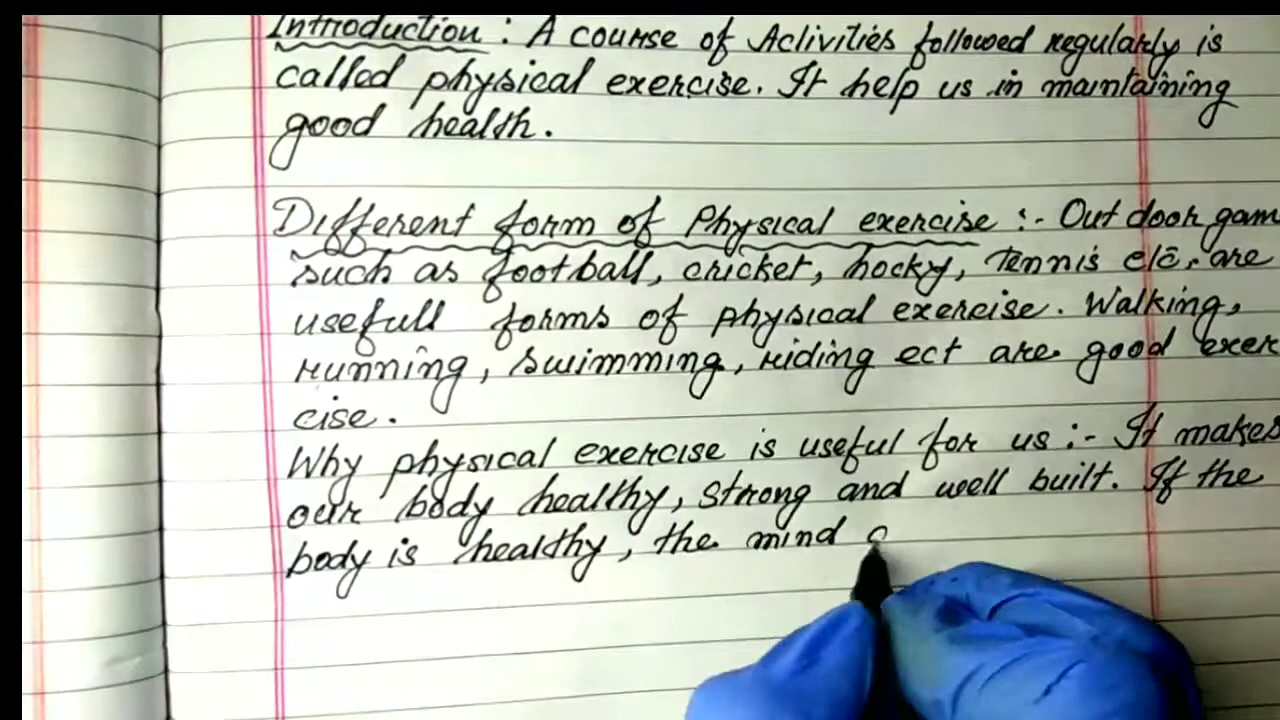 Introduction : A course of Activities followed regularly is
called physical exercise. It help us in maintaining
good health.
Different form of Physical exercise :- Out door gam
such as football, cricket, hocky, Tennis etc, are
usefull forms of physical exercise. Walking,
running, swimming, riding ect are good exer
cise.
Why physical exercise is useful for us :- It makes
our body healthy, strong and well built. If the
body is healthy, the mind